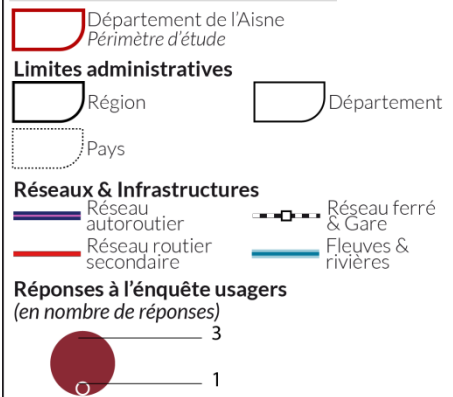 Département de l'Aisne
Périmètre d'étude
Limites administratives
Région
Département
Pays
Réseaux & Infrastructures
Réseau
autoroutier
Réseau ferré
& Gare
Réseau routier
secondaire
Fleuves &
rivières
Réponses à l'énquête usagers
(en nombre de réponses)
3
1